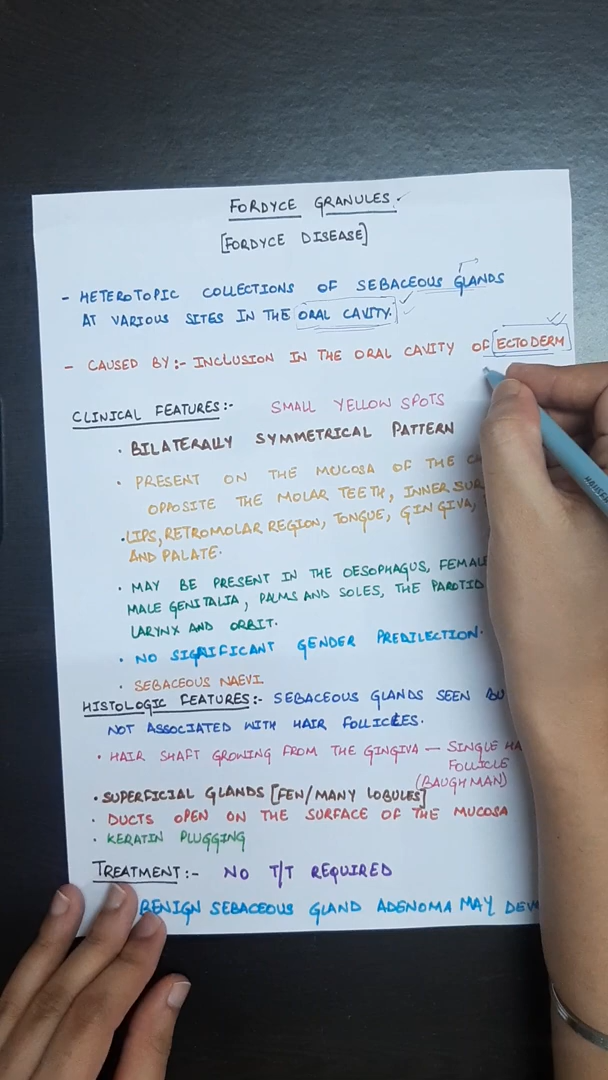 FORDYCE GRANULES.
[FORDYCE DISEASE]
- HETEROTOPIC COLLECTIONS OF SEBACEOUS GLANDS
AT VARIOUS SITES IN THE ORAL CAVITY.
- CAUSED BY:- INCLUSION IN THE ORAL CAVITY OF ECTODERM
CLINICAL FEATURES:- SMALL YELLOW SPOTS
· BILATERALLY SYMMETRICAL PATTERN
· PRESENT ON THE MUCOSA OF THE
OPPOSITE THE MOLAR TEETH, INNER
· LIPS, RETROMOLAR REGION, TONGUE, GINGIVA,
AND PALATE.
· MAY BE PRESENT IN THE OESOPHAGUS, FEMALE
MALE GENITALIA, PALMS AND SOLES, THE PAROTID
LARYNX AND ORBIT.
· NO SIGNIFICANT GENDER PREDILECTION.
· SEBACEOUS NAEVI
HISTOLOGIC FEATURES:- SEBACEOUS GLANDS SEEN
NOT ASSOCIATED WITH HAIR FOLLICLES.
· HAIR SHAFT GROWING FROM THE GINGIVA - SINGLE HA
FOLLICLE
(BAUGHMAN)
· SUPERFICIAL GLANDS [FEN/MANY LOBULES]
· DUCTS OPEN ON THE SURFACE OF THE MUCOSA
· KERATIN PLUGGING
TREATMENT:- NO T/T REQUIRED
BENIGN SEBACEOUS GLAND ADENOMA MAY DEV